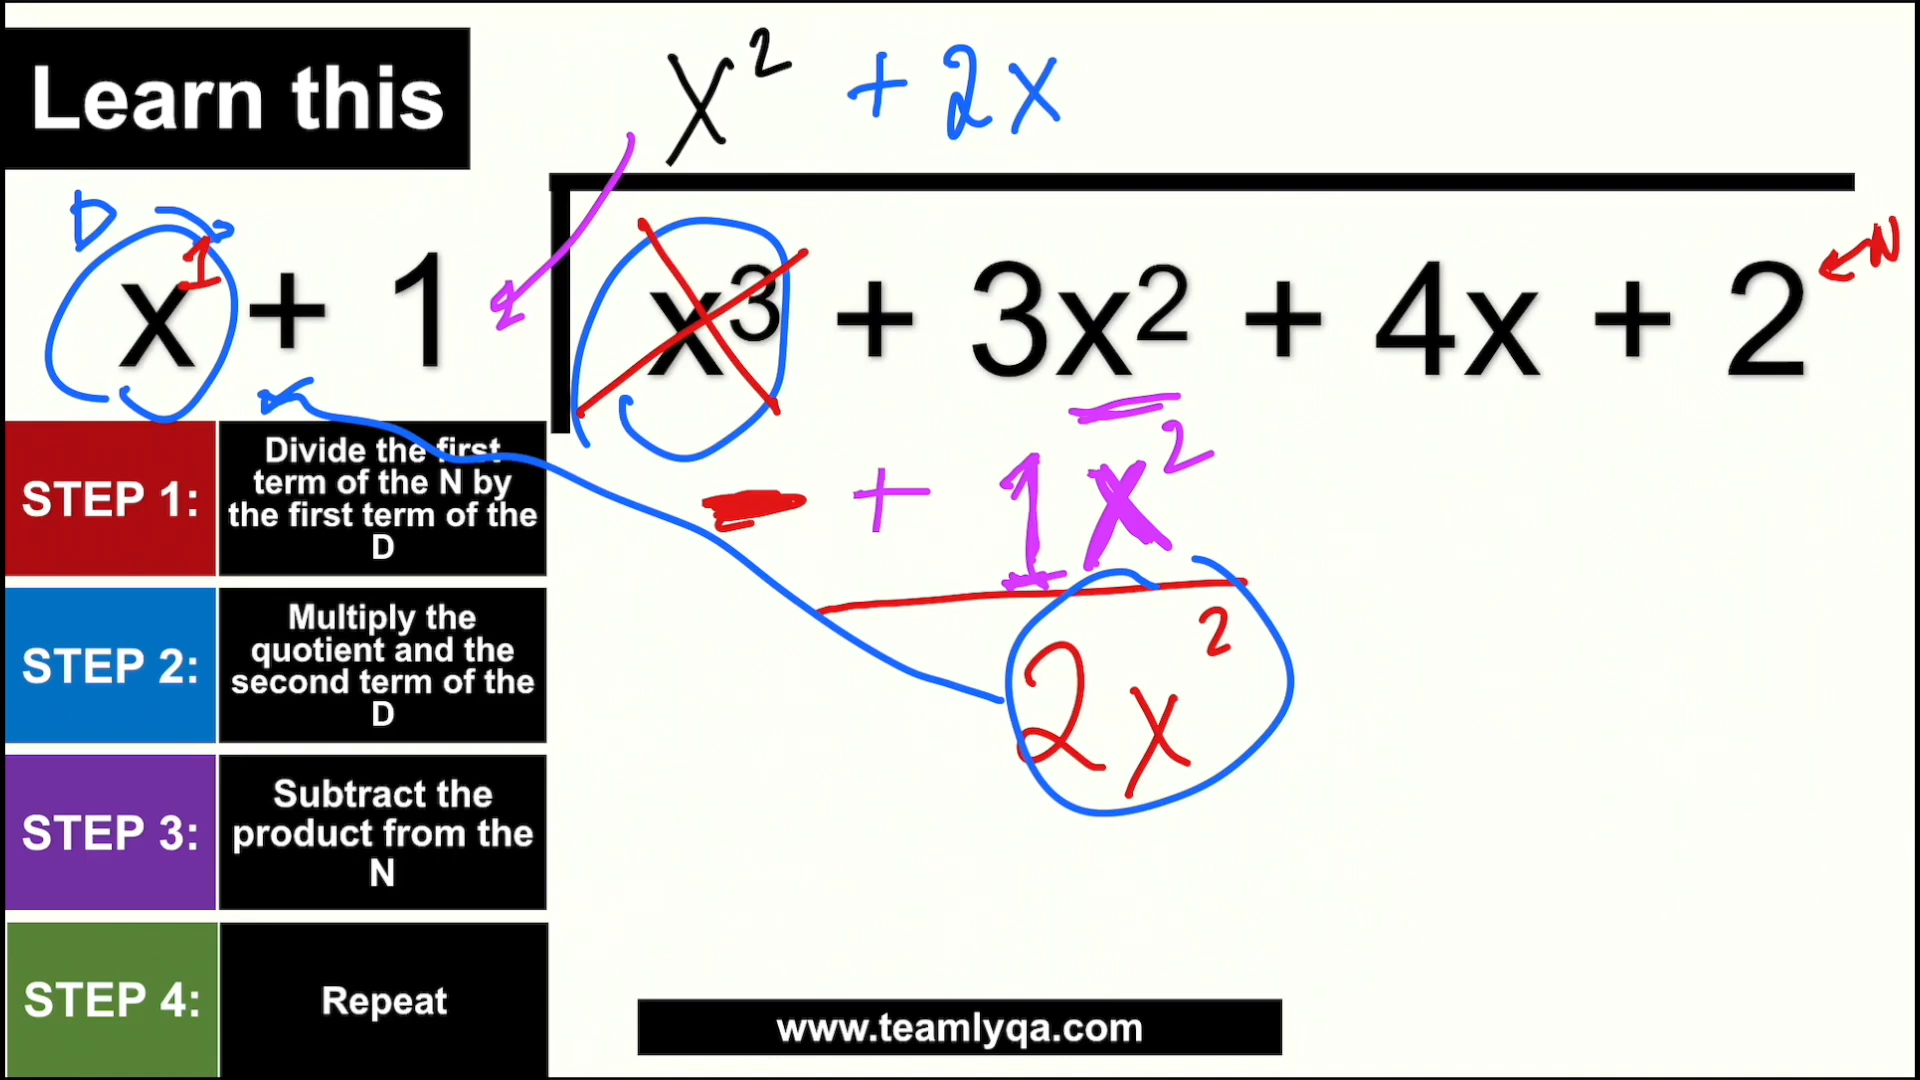 Learn this
x² + 2x
D
x¹ + 1
x³ + 3x² + 4x + 2
N
+ 1x²
2x²
STEP 1:
Divide the first
term of the N by
the first term of the
D
STEP 2:
Multiply the
quotient and the
second term of the
D
STEP 3:
Subtract the
product from the
N
STEP 4:
Repeat
www.teamlyqa.com